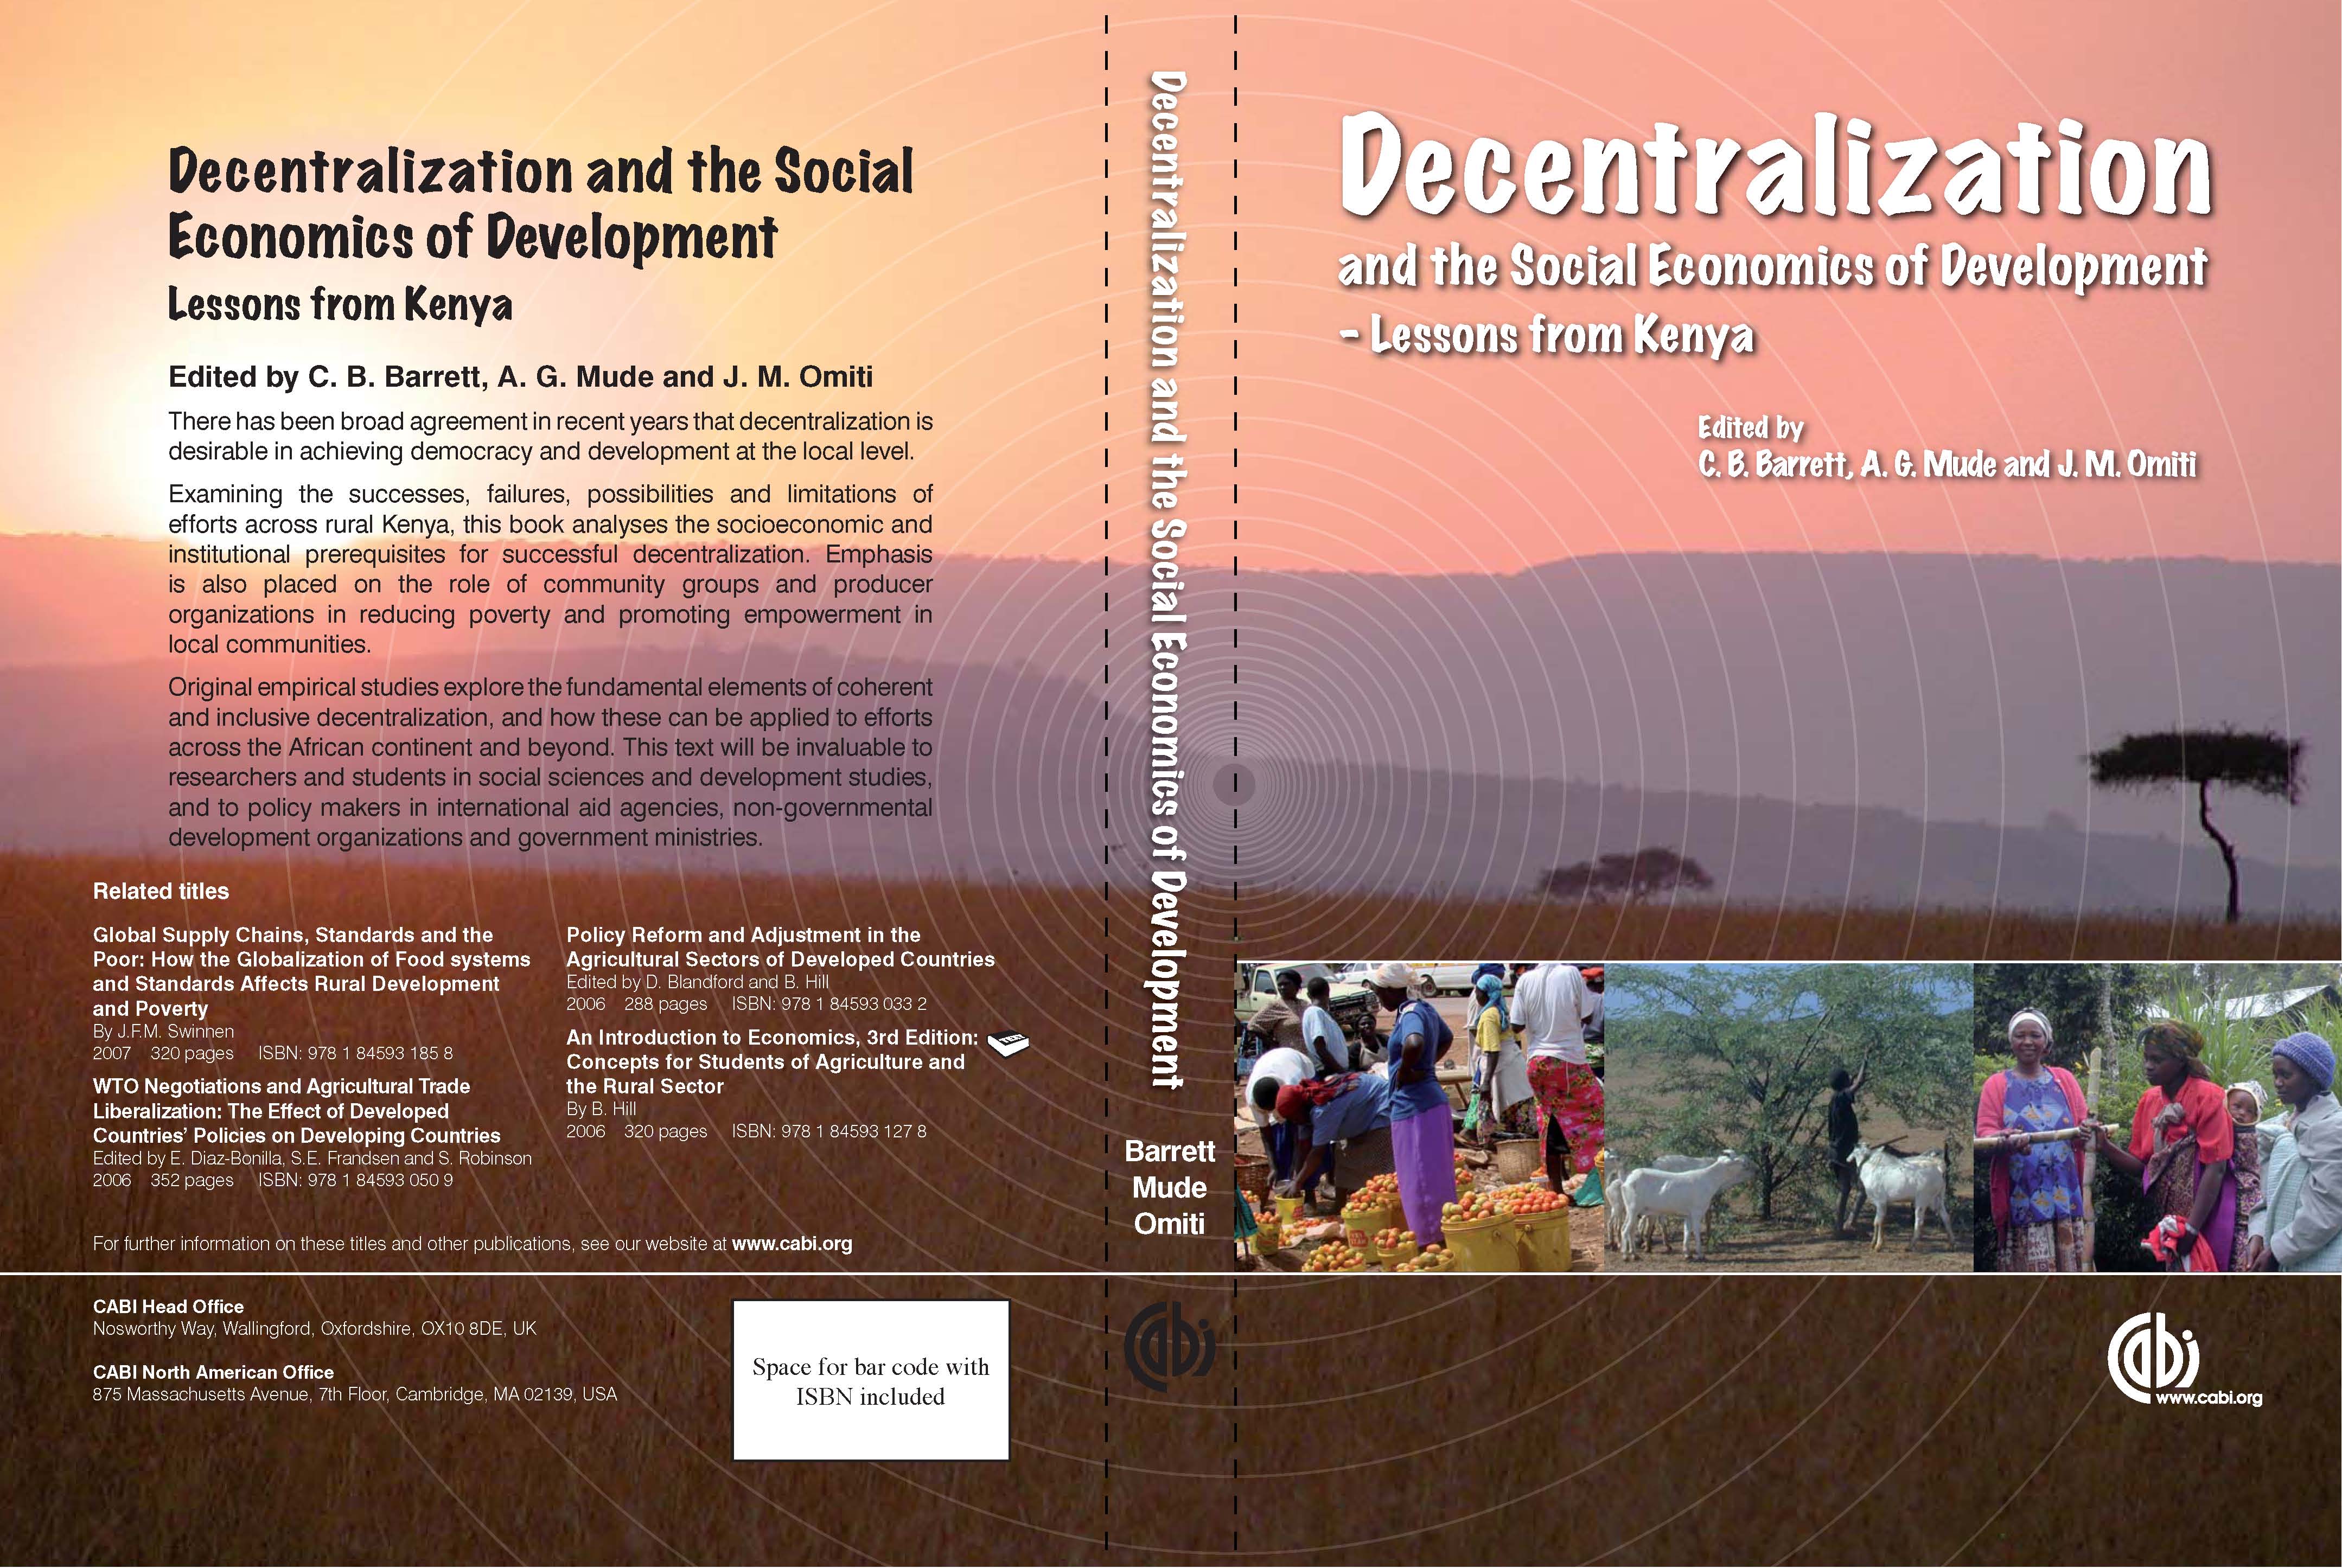 Decentralization and the Social
Economics of Development
Lessons from Kenya
Edited by C. B. Barrett, A. G. Mude and J. M. Omiti
There has been broad agreement in recent years that decentralization is
desirable in achieving democracy and development at the local level.
Examining the successes, failures, possibilities and limitations of
efforts across rural Kenya, this book analyses the socioeconomic and
institutional prerequisites for successful decentralization. Emphasis
is also placed on the role of community groups and producer
organizations in reducing poverty and promoting empowerment in
local communities.
Original empirical studies explore the fundamental elements of coherent
and inclusive decentralization, and how these can be applied to efforts
across the African continent and beyond. This text will be invaluable to
researchers and students in social sciences and development studies,
and to policy makers in international aid agencies, non-governmental
development organizations and government ministries.
Related titles
Global Supply Chains, Standards and the
Poor: How the Globalization of Food systems
and Standards Affects Rural Development
and Poverty
By J.F.M. Swinnen
2007 320 pages ISBN: 978 1 84593 185 8
WTO Negotiations and Agricultural Trade
Liberalization: The Effect of Developed
Countries' Policies on Developing Countries
Edited by E. Diaz-Bonilla, S.E. Frandsen and S. Robinson
2006 352 pages ISBN: 978 1 84593 050 9
Policy Reform and Adjustment in the
Agricultural Sectors of Developed Countries
Edited by D. Blandford and B. Hill
2006 288 pages ISBN: 978 1 84593 033 2
An Introduction to Economics, 3rd Edition:
Concepts for Students of Agriculture and
the Rural Sector
By B. Hill
2006 320 pages ISBN: 978 1 84593 127 8
TEXT
For further information on these titles and other publications, see our website at www.cabi.org
CABI Head Office
Nosworthy Way, Wallingford, Oxfordshire, OX10 8DE, UK
CABI North American Office
875 Massachusetts Avenue, 7th Floor, Cambridge, MA 02139, USA
Space for bar code with
ISBN included
Decentralization and the Social Economics of Development
Barrett
Mude
Omiti
cabi
Decentralization
and the Social Economics of Development
- Lessons from Kenya
Edited by
C. B. Barrett, A. G. Mude and J. M. Omiti
cabi
www.cabi.org